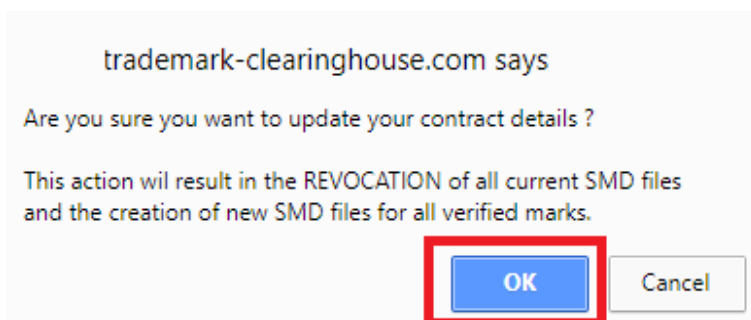 trademark-clearinghouse.com says
Are you sure you want to update your contract details ?
This action wil result in the REVOCATION of all current SMD files
and the creation of new SMD files for all verified marks.
OK Cancel